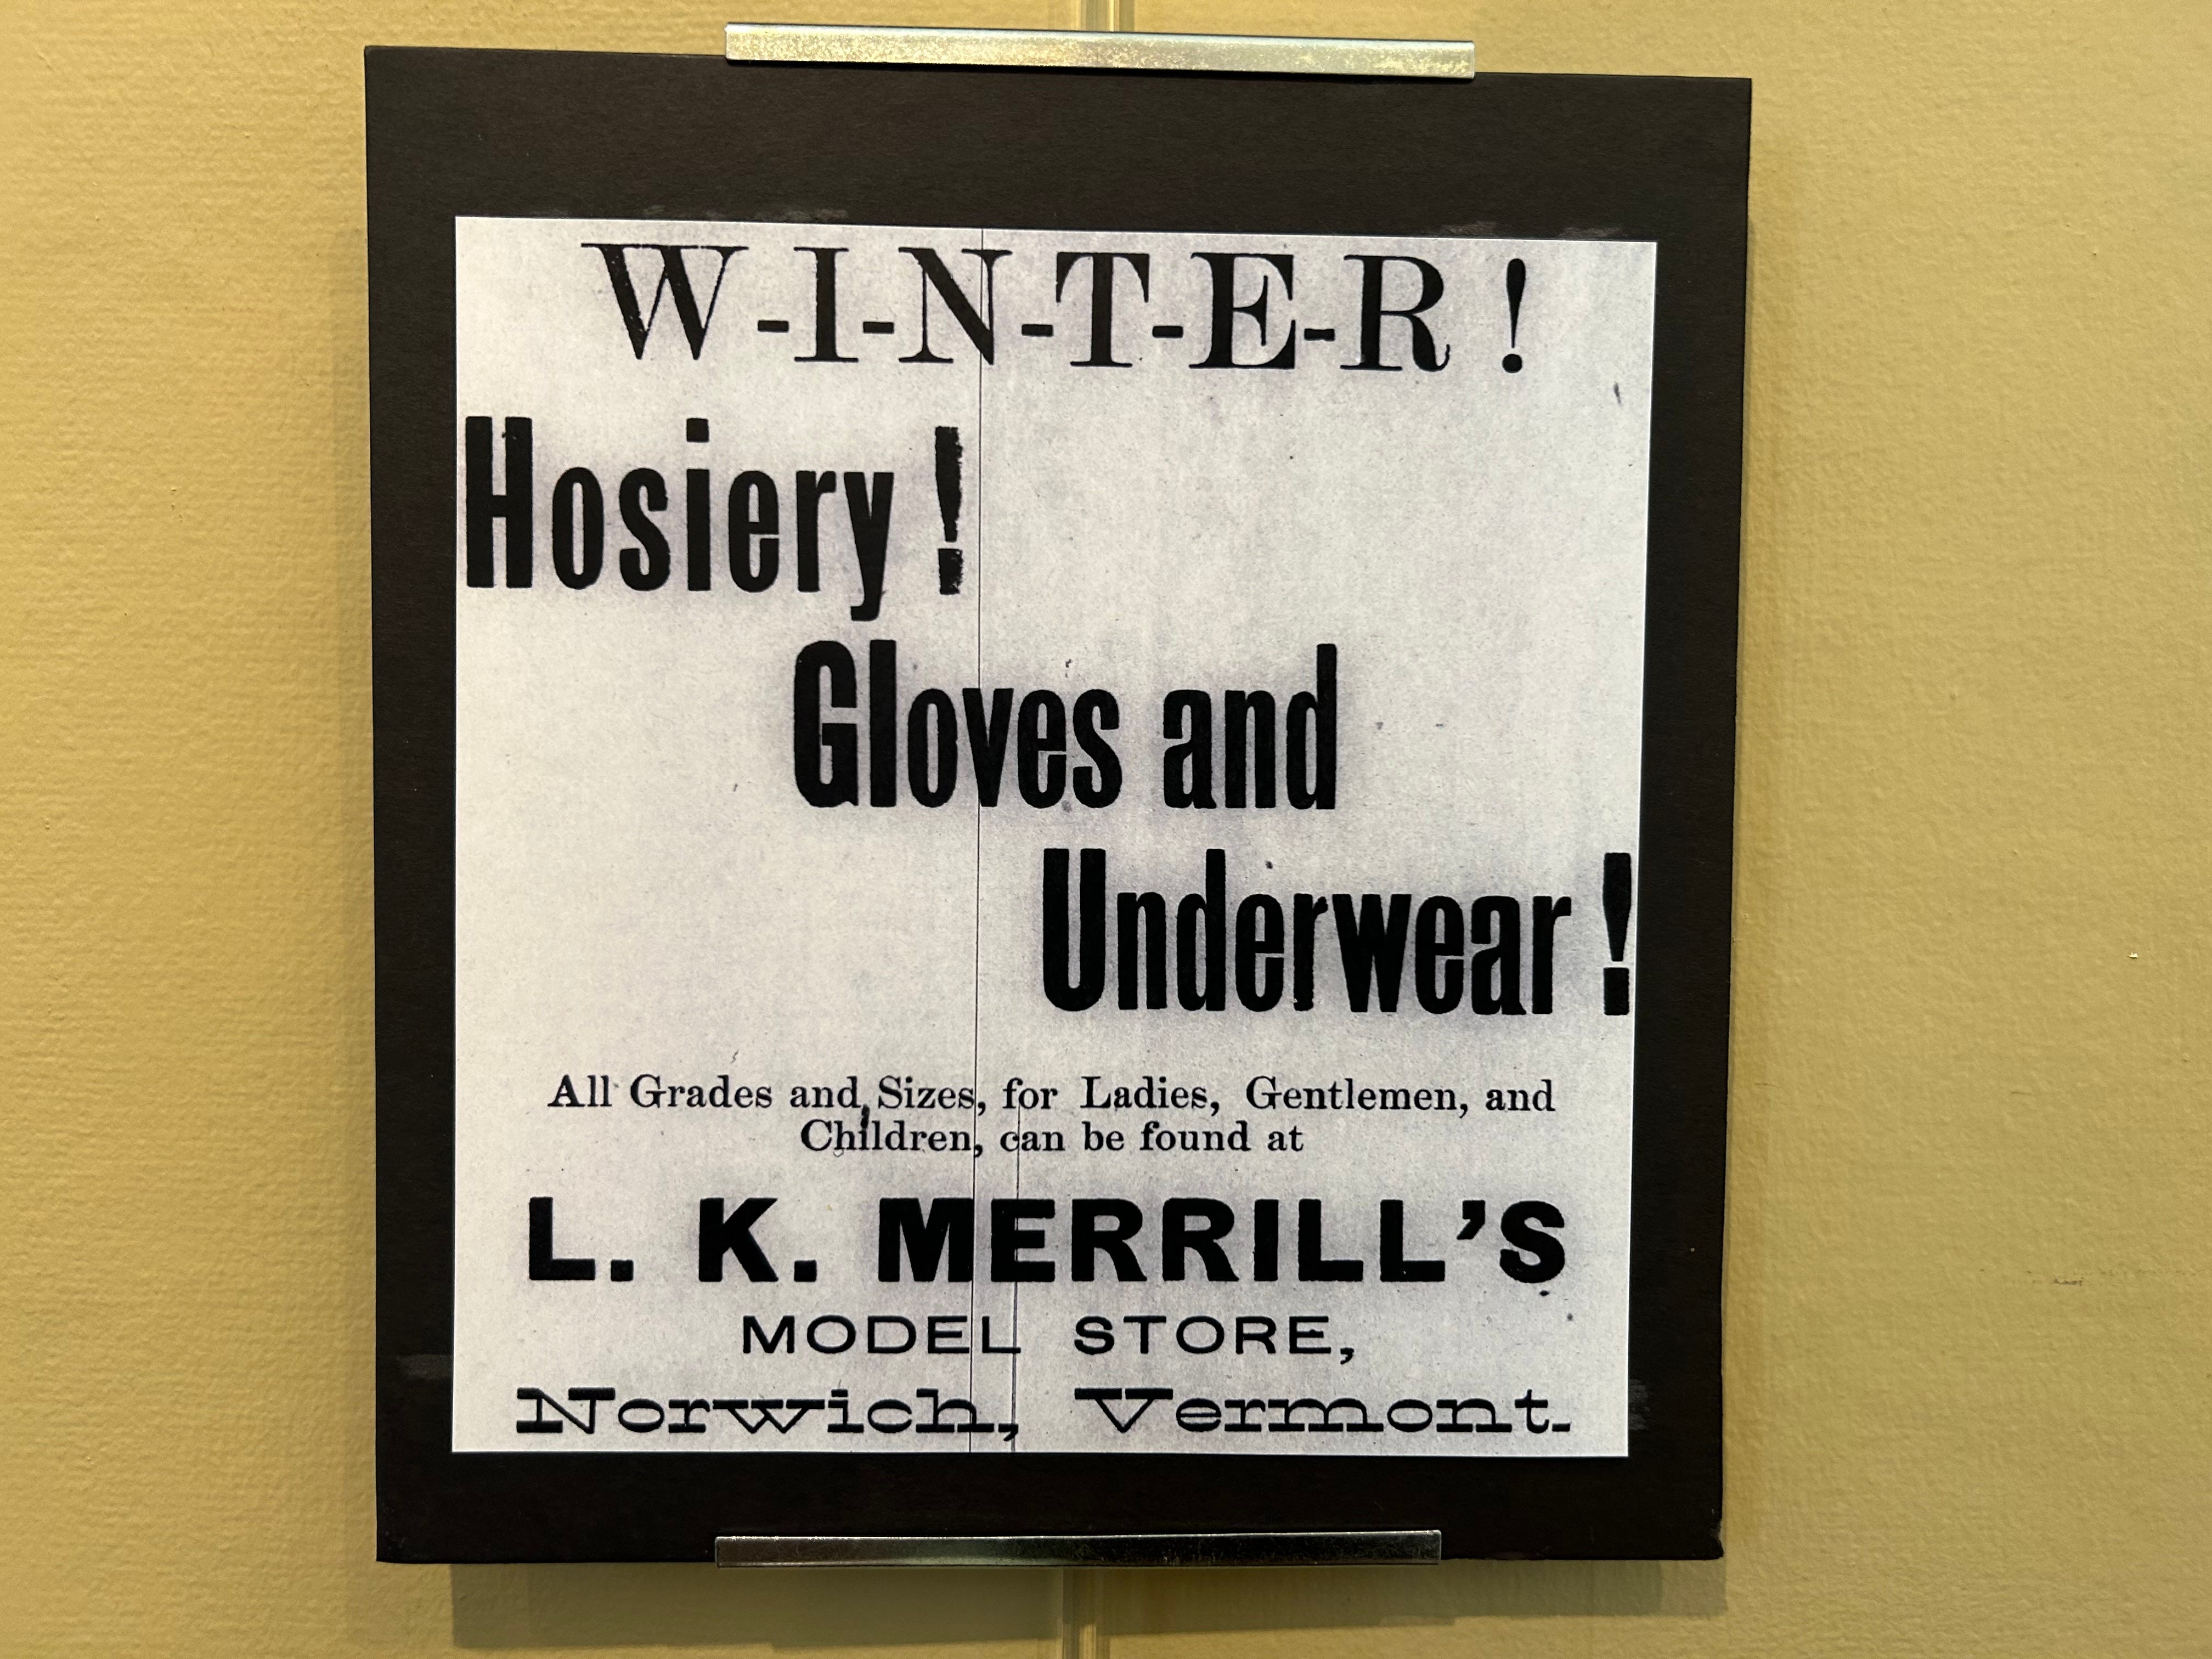 W-I-N-T-E-R!
Hosiery!
Gloves and
Underwear!
All Grades and Sizes, for Ladies, Gentlemen, and
Children, can be found at
L. K. MERRILL'S
MODEL STORE,
Norwich, Vermont.